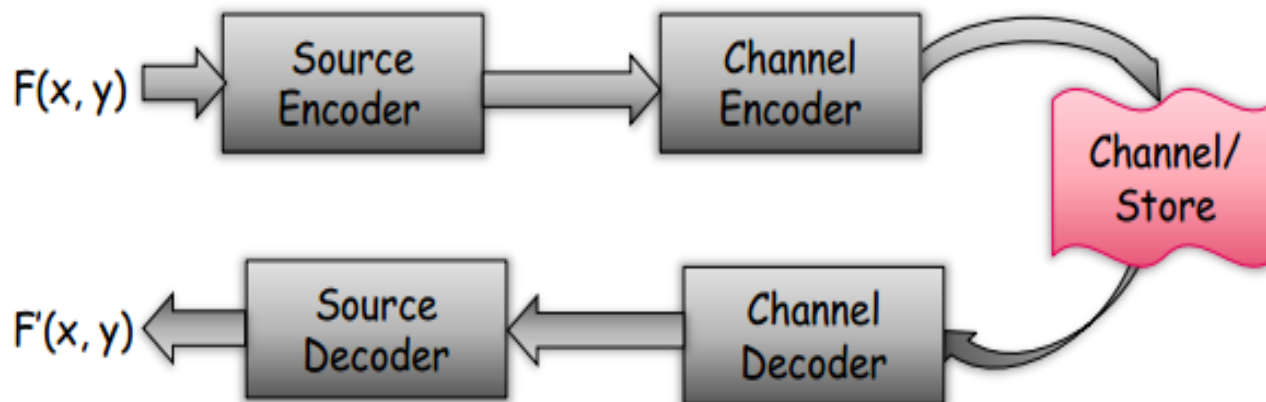 F(x, y)
Source
Encoder
Channel
Encoder
Channel/
Store
F'(x, y)
Source
Decoder
Channel
Decoder